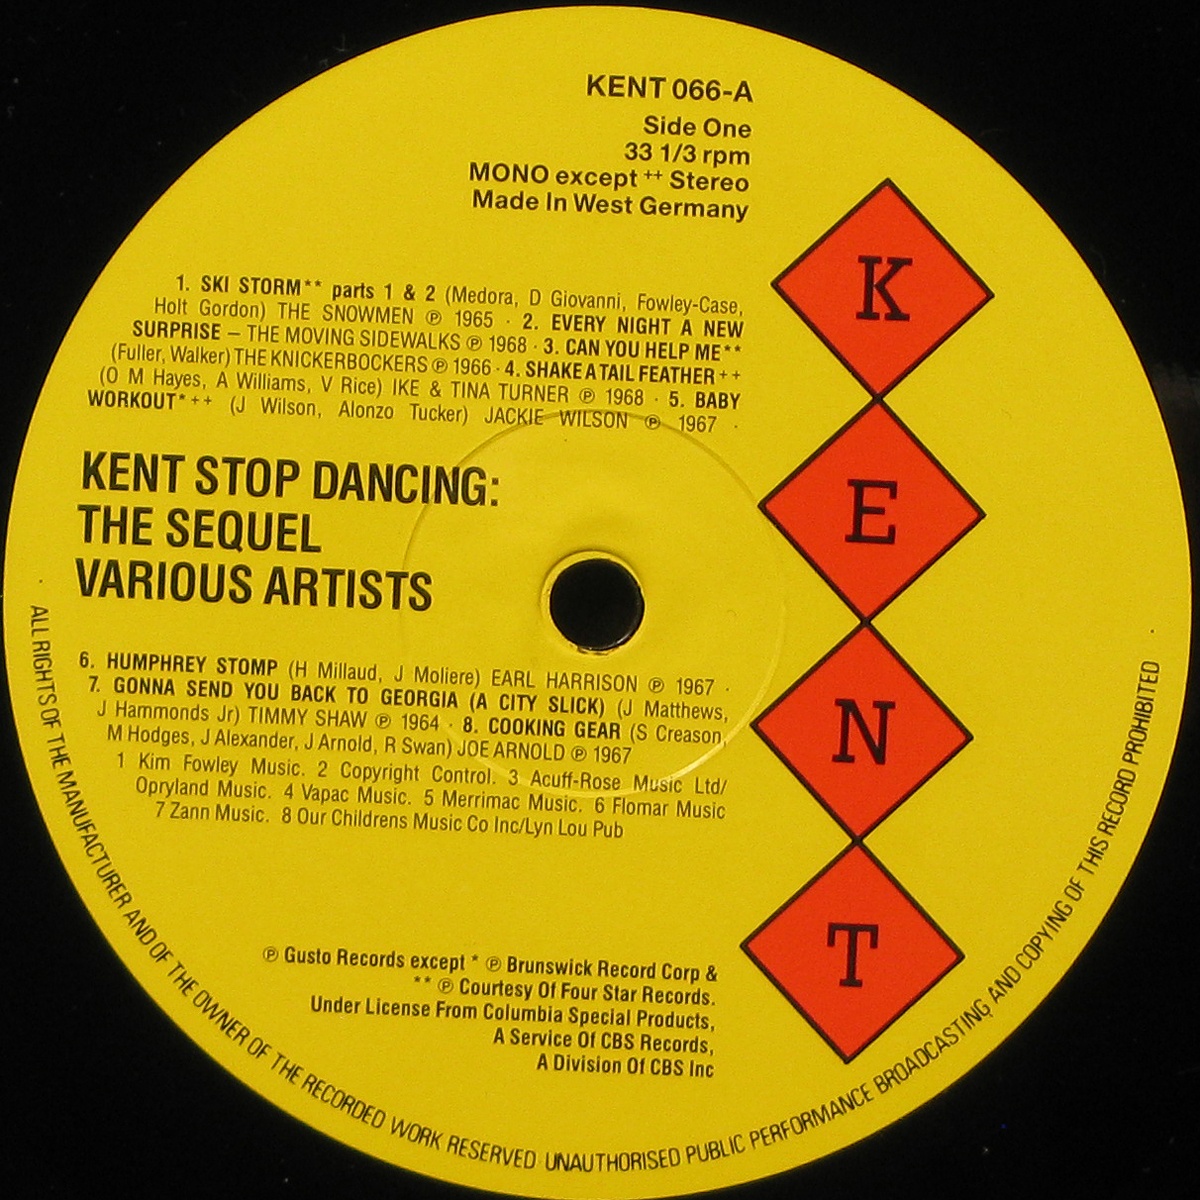 KENT 066-A
Side One
33 1/3 rpm
MONO except ++ Stereo
Made In West Germany
1. SKI STORM** parts 1 & 2 (Medora, D Giovanni, Fowley-Case,
Holt Gordon) THE SNOWMEN ℗ 1965 · 2. EVERY NIGHT A NEW
SURPRISE – THE MOVING SIDEWALKS ℗ 1968 · 3. CAN YOU HELP ME**
(Fuller, Walker) THE KNICKERBOCKERS ℗ 1966 · 4. SHAKE A TAIL FEATHER++
(O M Hayes, A Williams, V Rice) IKE & TINA TURNER ℗ 1968 · 5. BABY
WORKOUT*++ (J Wilson, Alonzo Tucker) JACKIE WILSON ℗ 1967 ·
KENT STOP DANCING:
THE SEQUEL
VARIOUS ARTISTS
6. HUMPHREY STOMP (H Millaud, J Moliere) EARL HARRISON ℗ 1967 ·
7. GONNA SEND YOU BACK TO GEORGIA (A CITY SLICK) (J Matthews,
J Hammonds Jr) TIMMY SHAW ℗ 1964 · 8. COOKING GEAR (S Creason,
M Hodges, J Alexander, J Arnold, R Swan) JOE ARNOLD ℗ 1967
1 Kim Fowley Music. 2 Copyright Control. 3 Acuff-Rose Music Ltd/
Opryland Music. 4 Vapac Music. 5 Merrimac Music. 6 Flomar Music
7 Zann Music. 8 Our Childrens Music Co Inc/Lyn Lou Pub
℗ Gusto Records except * ℗ Brunswick Record Corp &
** ℗ Courtesy Of Four Star Records.
Under License From Columbia Special Products,
A Service Of CBS Records,
A Division Of CBS Inc
K
E
N
T
ALL RIGHTS OF THE MANUFACTURER AND OF THE OWNER OF THE RECORDED WORK RESERVED UNAUTHORISED PUBLIC PERFORMANCE BROADCASTING AND COPYING OF THIS RECORD PROHIBITED